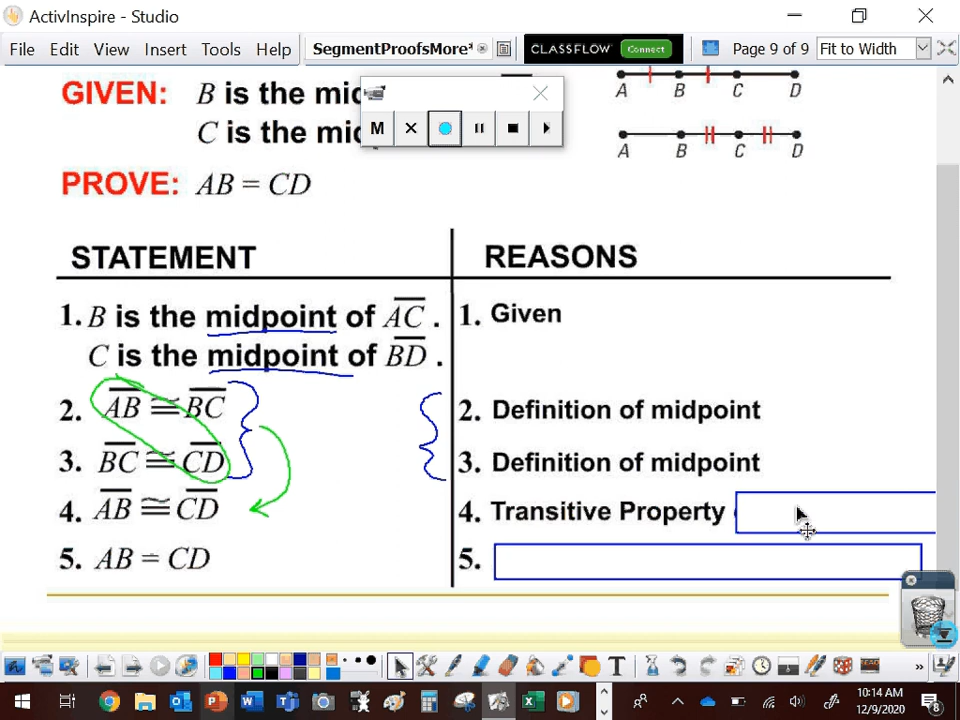 ActivInspire - Studio
File Edit View Insert Tools Help SegmentProofsMore* CLASSFLOW Connect Page 9 of 9 Fit to Width
GIVEN: B is the mid
C is the mid
M
A B C D
A B C D
PROVE: AB = CD
STATEMENT REASONS
1. B is the midpoint of AC . 1. Given
C is the midpoint of BD .
2. AB ≅ BC 2. Definition of midpoint
3. BC ≅ CD 3. Definition of midpoint
4. AB ≅ CD 4. Transitive Property
5. AB = CD 5.
T
10:14 AM
12/9/2020
8